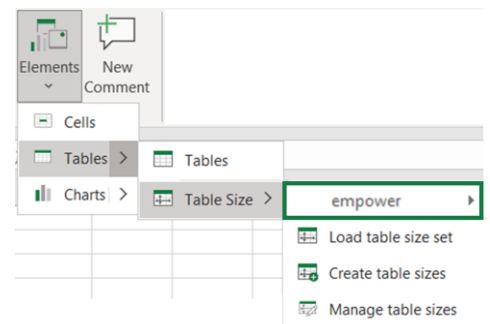 Elements
New
Comment
Cells
Tables
Tables
Charts
Table Size
empower
Load table size set
Create table sizes
Manage table sizes